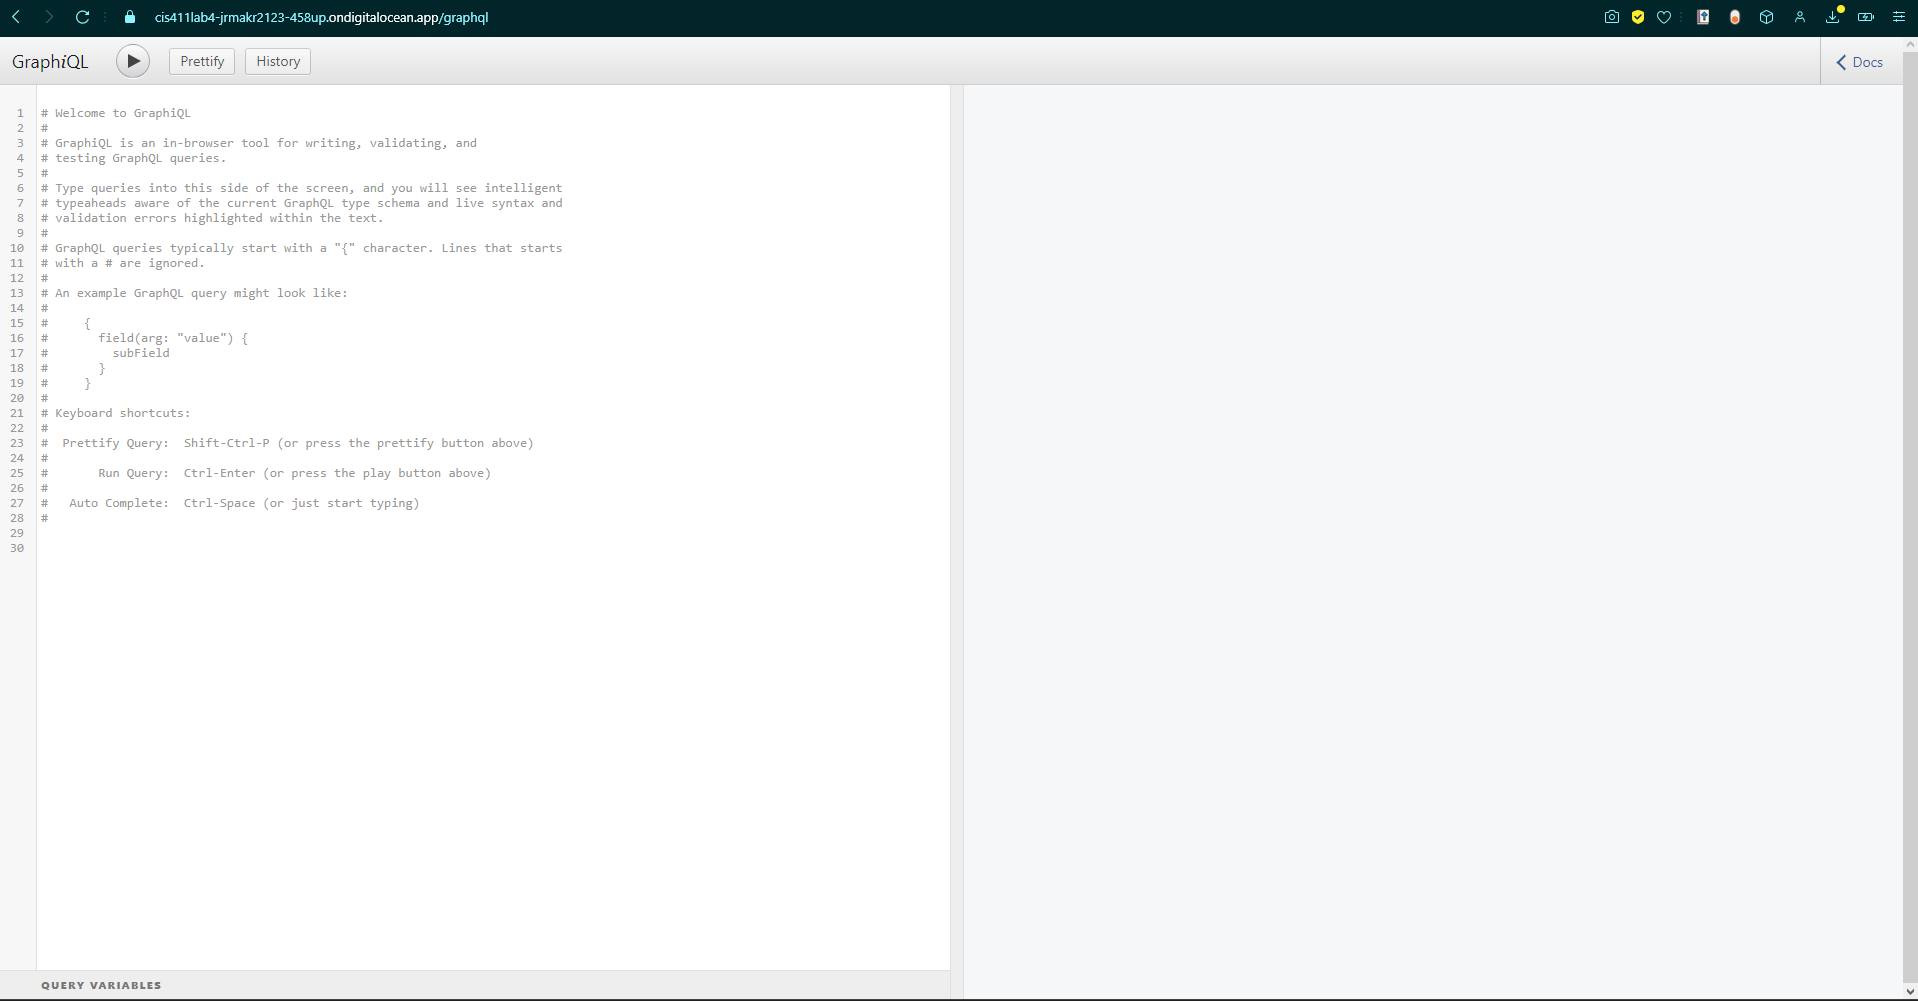 cis411lab4-jrmakr2123-458up.ondigitalocean.app/graphql
GraphiQL Prettify History Docs
1 # Welcome to GraphiQL
2 #
3 # GraphiQL is an in-browser tool for writing, validating, and
4 # testing GraphQL queries.
5 #
6 # Type queries into this side of the screen, and you will see intelligent
7 # typeaheads aware of the current GraphQL type schema and live syntax and
8 # validation errors highlighted within the text.
9 #
10 # GraphQL queries typically start with a "{" character. Lines that starts
11 # with a # are ignored.
12 #
13 # An example GraphQL query might look like:
14 #
15 #     {
16 #       field(arg: "value") {
17 #         subField
18 #       }
19 #     }
20 #
21 # Keyboard shortcuts:
22 #
23 #  Prettify Query:  Shift-Ctrl-P (or press the prettify button above)
24 #
25 #       Run Query:  Ctrl-Enter (or press the play button above)
26 #
27 #   Auto Complete:  Ctrl-Space (or just start typing)
28 #
29
30
QUERY VARIABLES